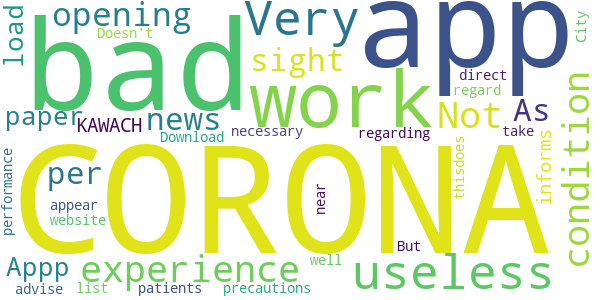 load
opening
Doesn't
bad
Very
app
City
sight
direct
regard
work
Not
As
condition
paper
KAWACH
news
Download
necessary
regarding
take
CORONA
performance
per
appear
website
near
thisdoes
informs
But
Appp
experience
well
useless
advise
list
patients
precautions